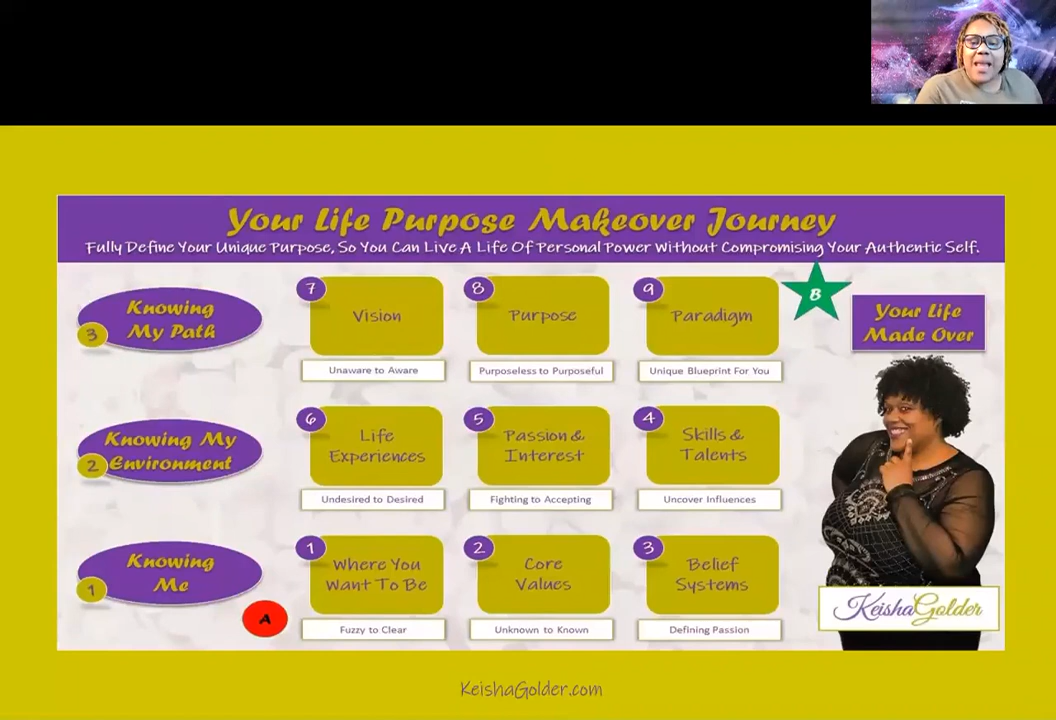 Your Life Purpose Makeover Journey
Fully Define Your Unique Purpose, So You Can Live A Life Of Personal Power Without Compromising Your Authentic Self.
Knowing
My Path
3
7
Vision
Unaware to Aware
8
Purpose
Purposeless to Purposeful
9
Paradigm
Unique Blueprint For You
B
Your Life
Made Over
Knowing My
Environment
2
6
Life
Experiences
Undesired to Desired
5
Passion &
Interest
Fighting to Accepting
4
Skills &
Talents
Uncover Influences
Knowing
Me
1
A
1
Where You
Want To Be
Fuzzy to Clear
2
Core
Values
Unknown to Known
3
Belief
Systems
Defining Passion
KeishaGolder
KeishaGolder.com